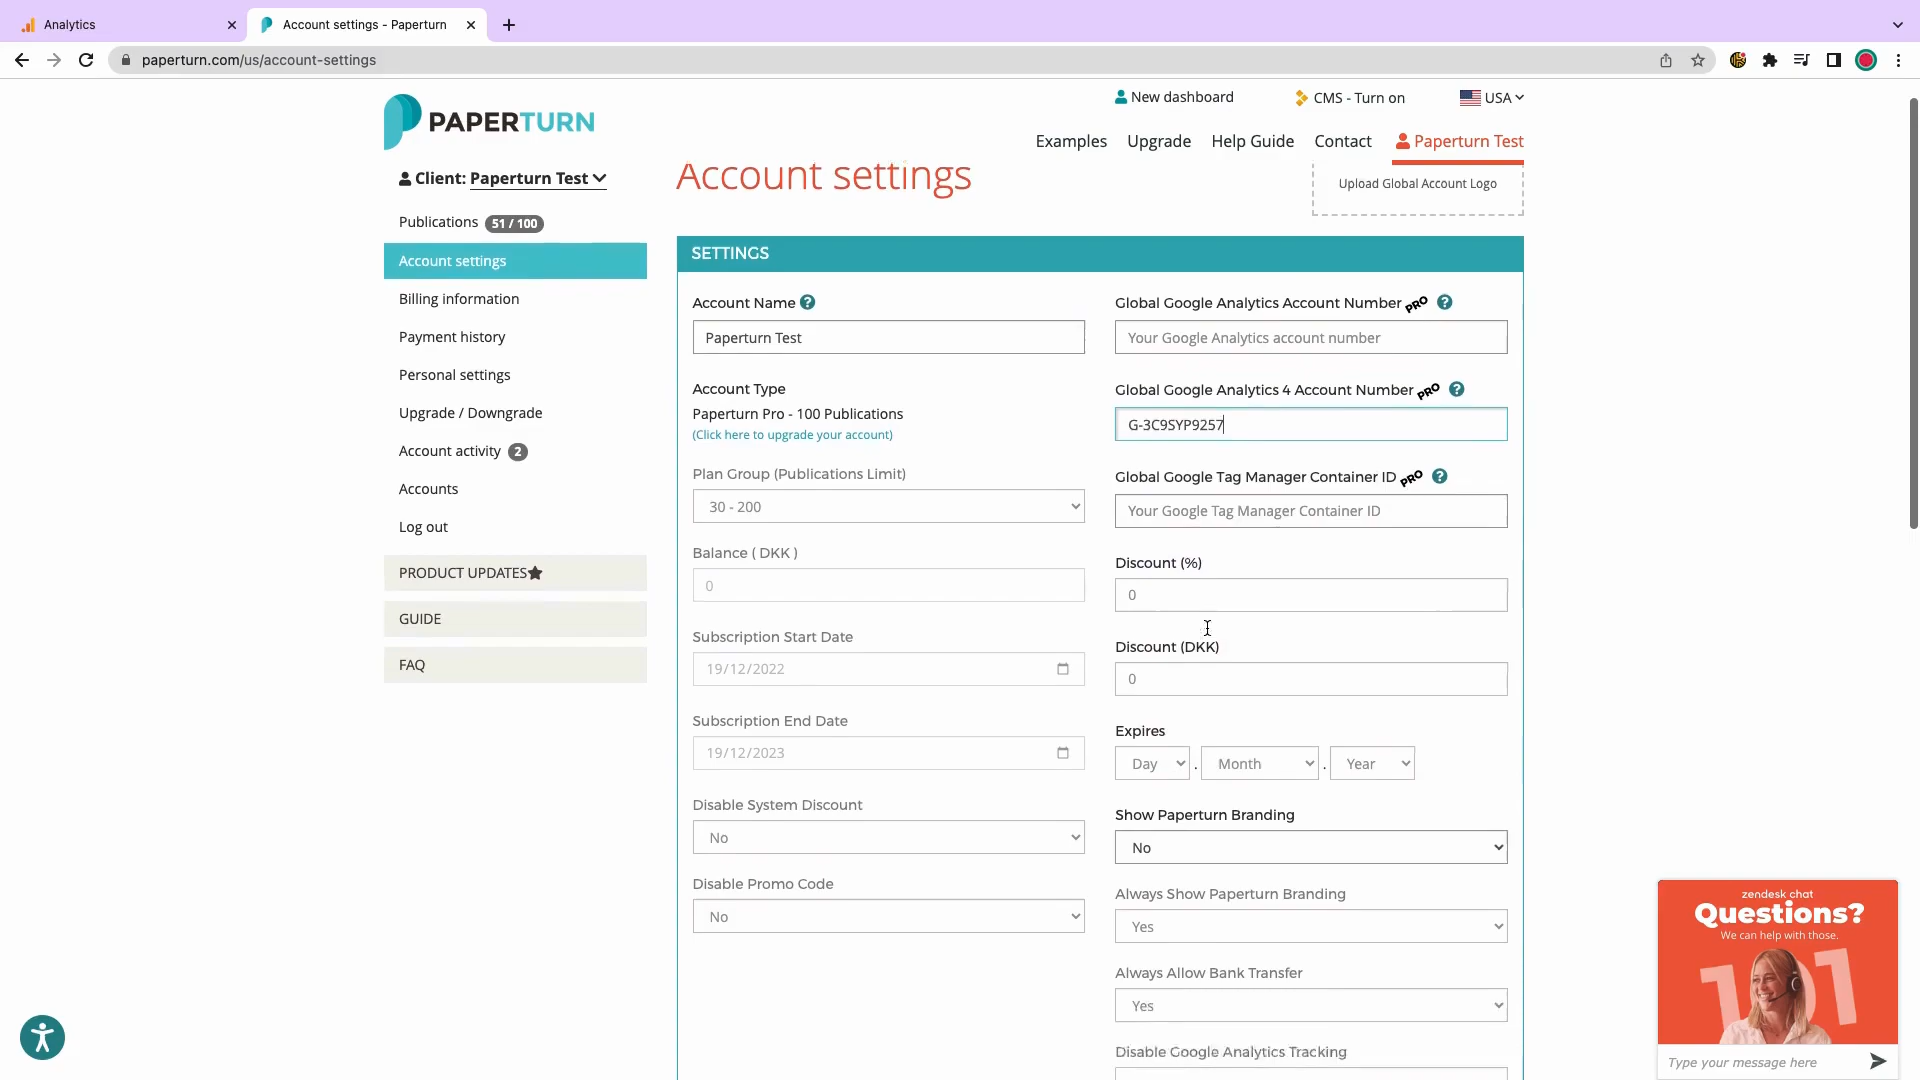 Analytics
Account settings - Paperturn
paperturn.com/us/account-settings
PAPERTURN
New dashboard
CMS - Turn on
USA
Examples
Upgrade
Help Guide
Contact
Paperturn Test
Client: Paperturn Test
Publications 51 / 100
Account settings
Billing information
Payment history
Personal settings
Upgrade / Downgrade
Account activity 2
Accounts
Log out
PRODUCT UPDATES
GUIDE
FAQ
Account settings
Upload Global Account Logo
SETTINGS
Account Name ?
Paperturn Test
Account Type
Paperturn Pro - 100 Publications
(Click here to upgrade your account)
Plan Group (Publications Limit)
30 - 200
Balance ( DKK )
0
Subscription Start Date
19/12/2022
Subscription End Date
19/12/2023
Disable System Discount
No
Disable Promo Code
No
Global Google Analytics Account Number PRO ?
Your Google Analytics account number
Global Google Analytics 4 Account Number PRO ?
G-3C9SYP9257
Global Google Tag Manager Container ID PRO ?
Your Google Tag Manager Container ID
Discount (%)
0
Discount (DKK)
0
Expires
Day . Month . Year
Show Paperturn Branding
No
Always Show Paperturn Branding
Yes
Always Allow Bank Transfer
Yes
Disable Google Analytics Tracking
zendesk chat
Questions?
We can help with those.
101
Type your message here